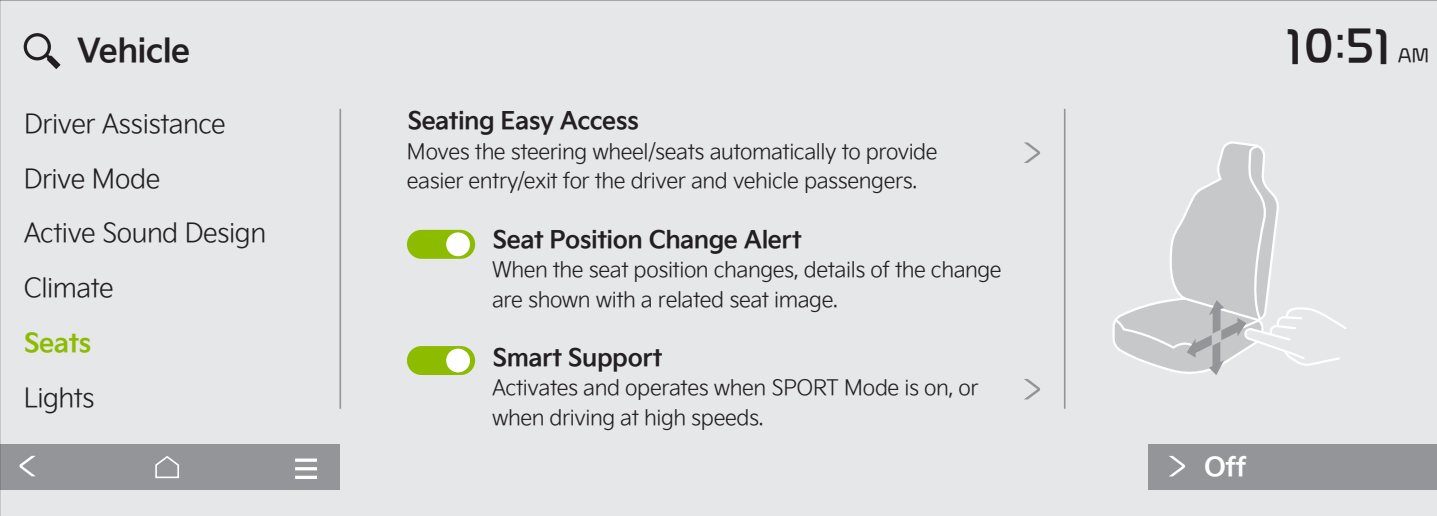 Vehicle
10:51 AM
Driver Assistance
Drive Mode
Active Sound Design
Climate
Seats
Lights
Seating Easy Access
Moves the steering wheel/seats automatically to provide
easier entry/exit for the driver and vehicle passengers.
Seat Position Change Alert
When the seat position changes, details of the change
are shown with a related seat image.
Smart Support
Activates and operates when SPORT Mode is on, or
when driving at high speeds.
Off